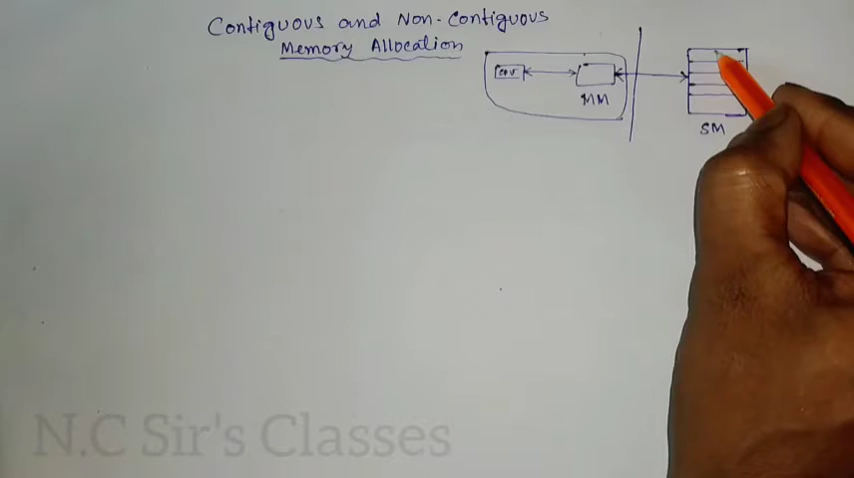 Contiguous and Non-Contiguous
Memory Allocation
CPU
MM
SM
N.C Sir's Classes